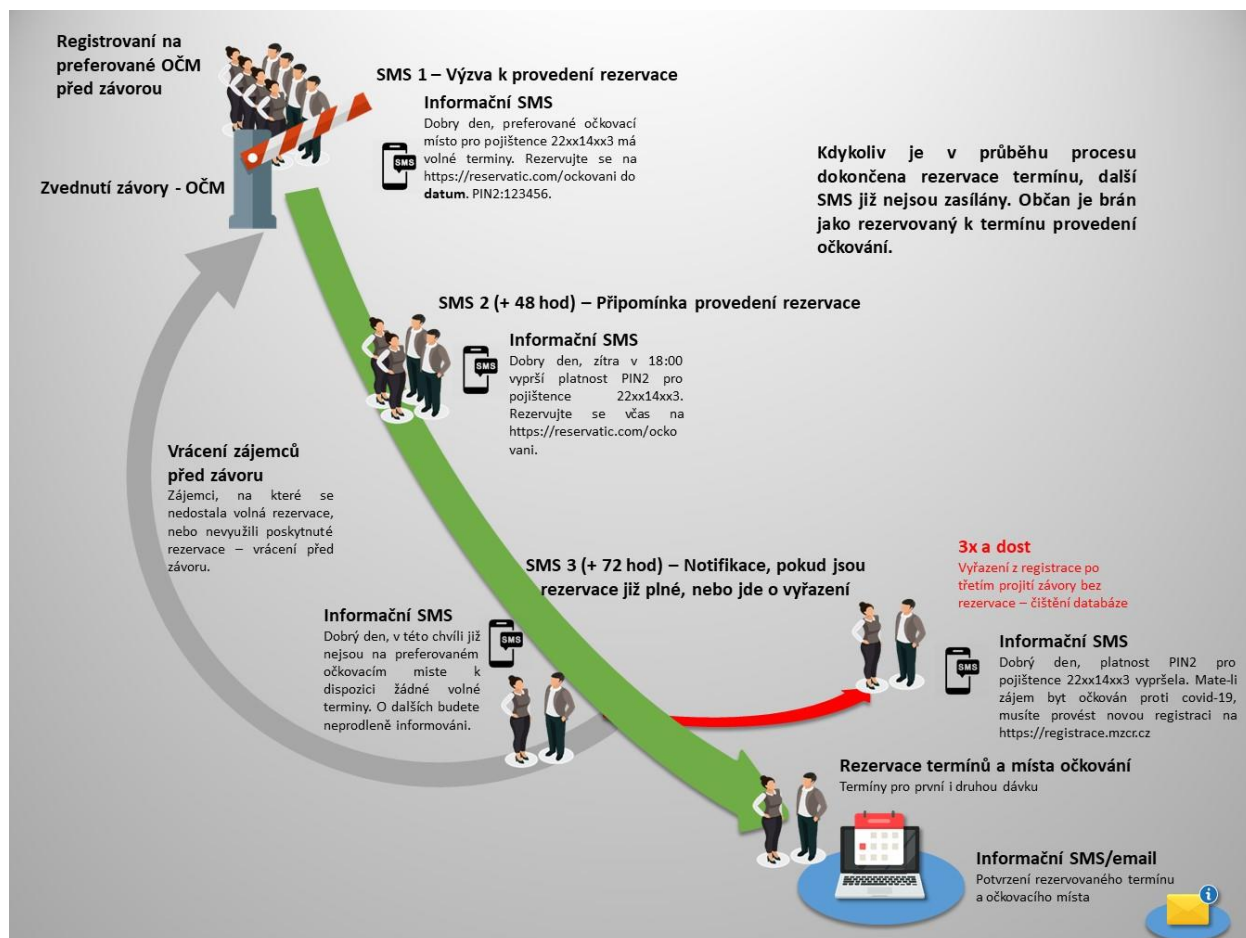 Registrovaní na
preferované OČM
před závorou
SMS 1 – Výzva k provedení rezervace
Informační SMS
Dobry den, preferované očkovací
místo pro pojištence 22xx14xx3 má
volné terminy. Rezervujte se na
https://reservatic.com/ockovani do
datum. PIN2:123456.
SMS
Zvednutí závory - OČM
Kdykoliv je v průběhu procesu
dokončena rezervace termínu, další
SMS již nejsou zasílány. Občan je brán
jako rezervovaný k termínu provedení
očkování.
SMS 2 (+ 48 hod) – Připomínka provedení rezervace
Informační SMS
Dobry den, zítra v 18:00
vyprší platnost PIN2 pro
pojištence 22xx14xx3.
Rezervujte se včas na
https://reservatic.com/ocko
vani.
SMS
Vrácení zájemců
před závoru
Zájemci, na které se
nedostala volná rezervace,
nebo nevyužili poskytnuté
rezervace – vrácení před
závoru.
SMS 3 (+ 72 hod) – Notifikace, pokud jsou
rezervace již plné, nebo jde o vyřazení
Informační SMS
Dobrý den, v této chvíli již
nejsou na preferovaném
očkovacím miste k
dispozici žádné volné
terminy. O dalších budete
neprodleně informováni.
SMS
3x a dost
Vyřazení z registrace po
třetím projití závory bez
rezervace – čištění databáze
Informační SMS
Dobrý den, platnost PIN2 pro
pojištence 22xx14xx3 vypršela. Mate-li
zájem byt očkován proti covid-19,
musíte provést novou registraci na
https://registrace.mzcr.cz
SMS
Rezervace termínů a místa očkování
Termíny pro první i druhou dávku
Informační SMS/email
Potvrzení rezervovaného termínu
a očkovacího místa
i